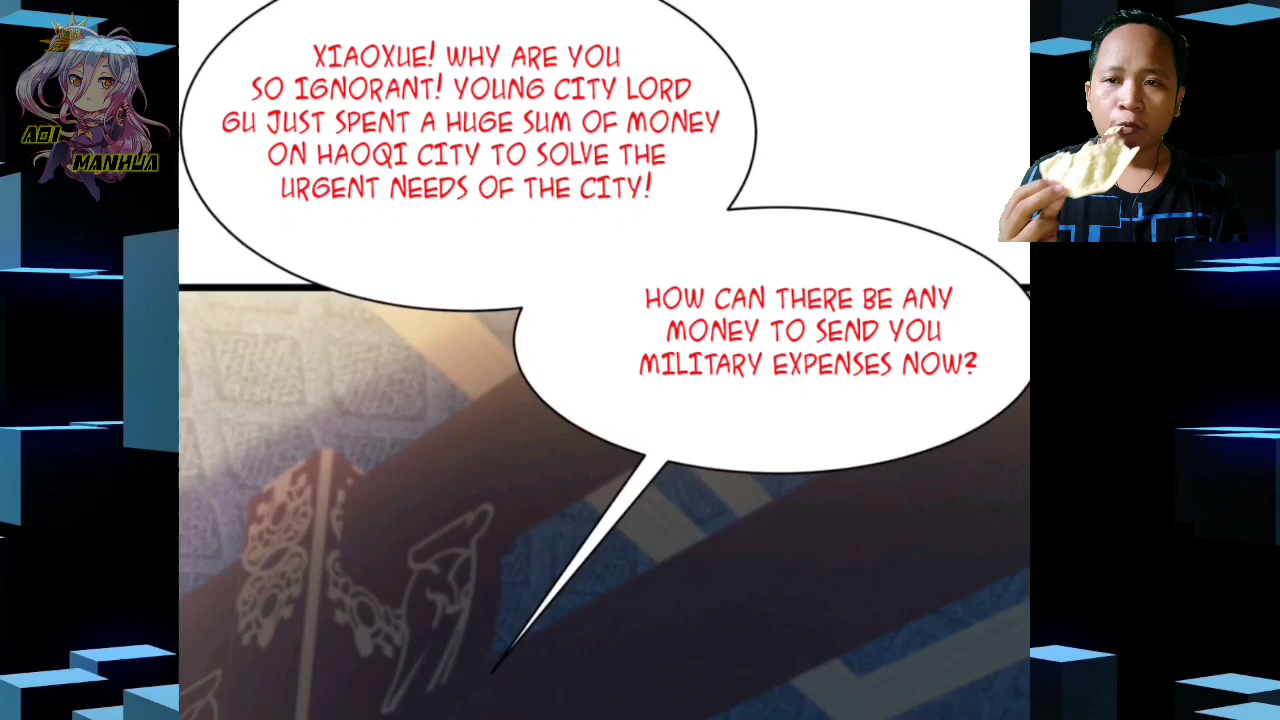 AOI
MANHUA
XIAOXUE! WHY ARE YOU
SO IGNORANT! YOUNG CITY LORD
GU JUST SPENT A HUGE SUM OF MONEY
ON HAOQI CITY TO SOLVE THE
URGENT NEEDS OF THE CITY!
HOW CAN THERE BE ANY
MONEY TO SEND YOU
MILITARY EXPENSES NOW?